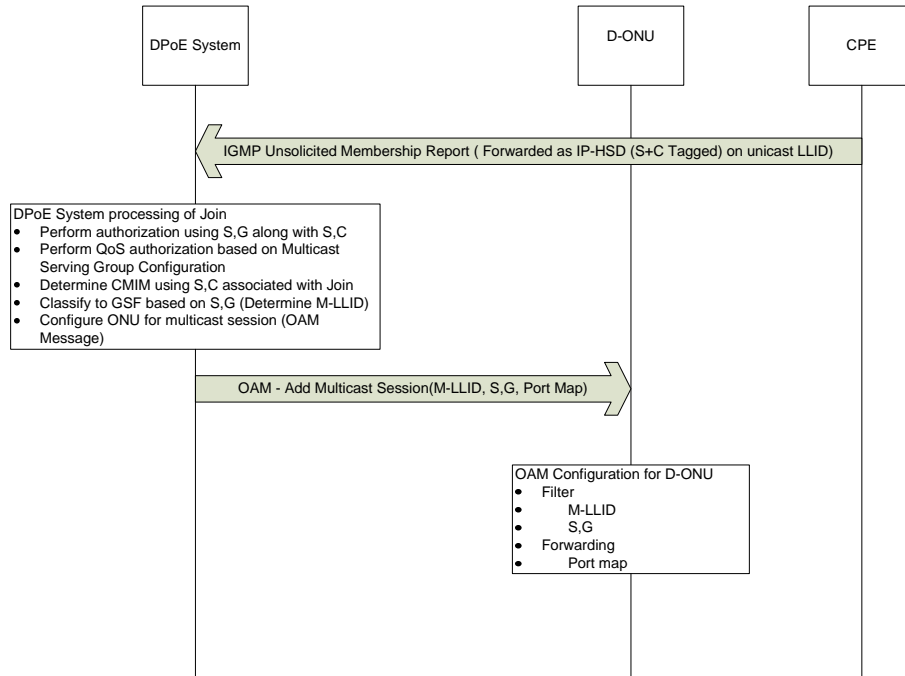 DPoE System
D-ONU
CPE
IGMP Unsolicited Membership Report ( Forwarded as IP-HSD (S+C Tagged) on unicast LLID)
DPoE System processing of Join
• Perform authorization using S,G along with S,C
• Perform QoS authorization based on Multicast
Serving Group Configuration
• Determine CMIM using S,C associated with Join
• Classify to GSF based on S,G (Determine M-LLID)
• Configure ONU for multicast session (OAM
Message)
OAM - Add Multicast Session(M-LLID, S,G, Port Map)
OAM Configuration for D-ONU
• Filter
• M-LLID
• S,G
• Forwarding
• Port map